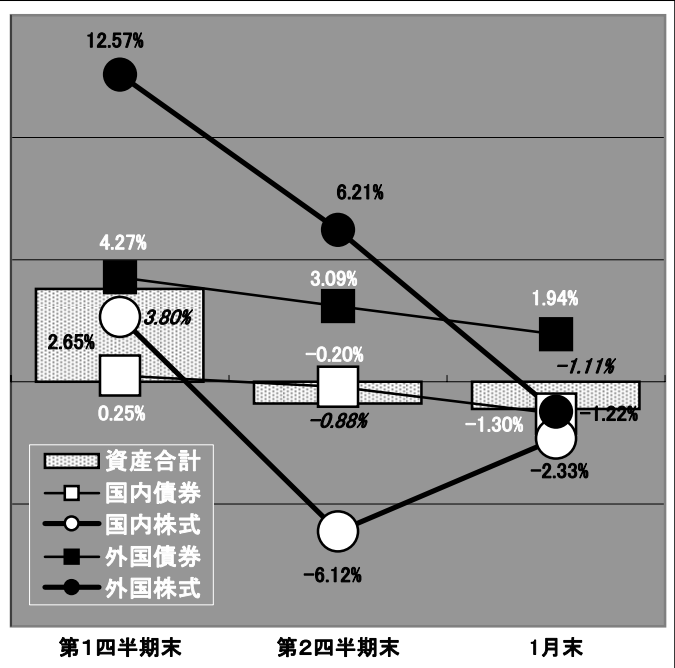 12.57%
6.21%
4.27%
3.09%
1.94%
3.80%
2.65%
-0.20%
-1.11%
0.25%
-0.88%
-1.30%
-1.22%
-2.33%
-6.12%
資産合計
国内債券
国内株式
外国債券
外国株式
第1四半期末 第2四半期末 1月末